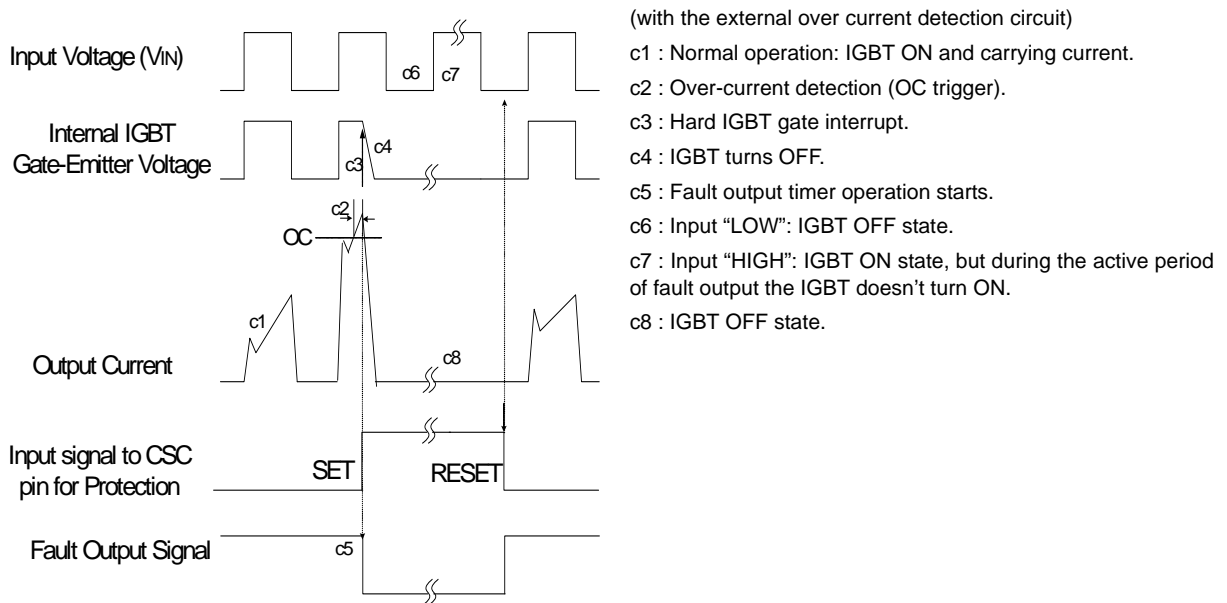 Input Voltage (VIN)
c6
c7
Internal IGBT
Gate-Emitter Voltage
c3
c4
c2
OC
c1
Output Current
c8
Input signal to CSC
pin for Protection
SET
RESET
Fault Output Signal
c5
(with the external over current detection circuit)
c1 : Normal operation: IGBT ON and carrying current.
c2 : Over-current detection (OC trigger).
c3 : Hard IGBT gate interrupt.
c4 : IGBT turns OFF.
c5 : Fault output timer operation starts.
c6 : Input “LOW”: IGBT OFF state.
c7 : Input “HIGH”: IGBT ON state, but during the active period
of fault output the IGBT doesn’t turn ON.
c8 : IGBT OFF state.